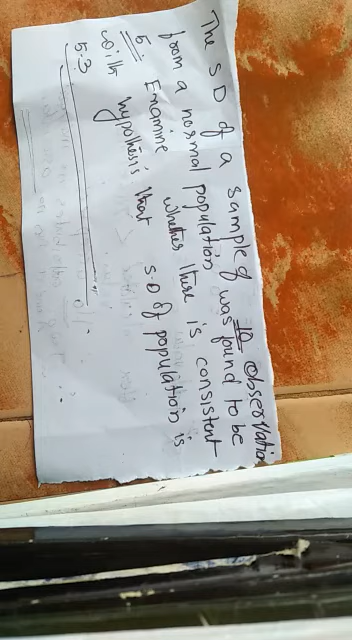 The SD of a sample of 10 observation
from a normal population was found to be
5. Examine whether there is consistent
with hypothesis that S.D of population is
5.3